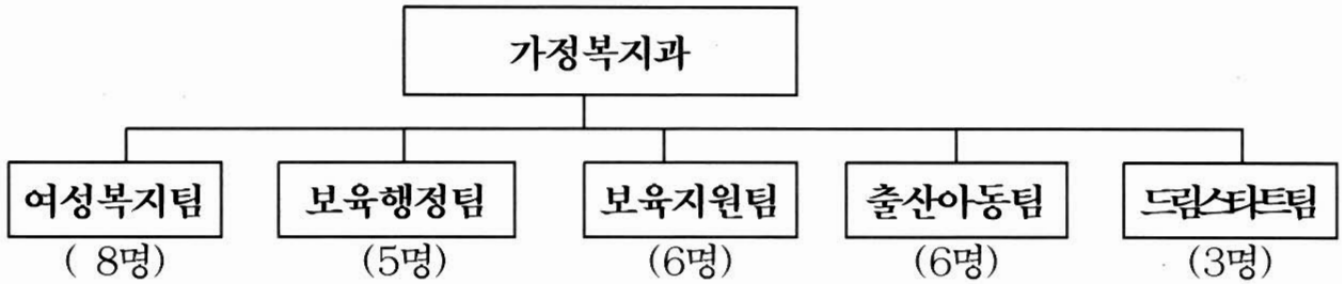 가정복지과
여성복지팀 보육행정팀 보육지원팀 출산아동팀 드림스타트팀
( 8명) (5명) (6명) (6명) (3명)